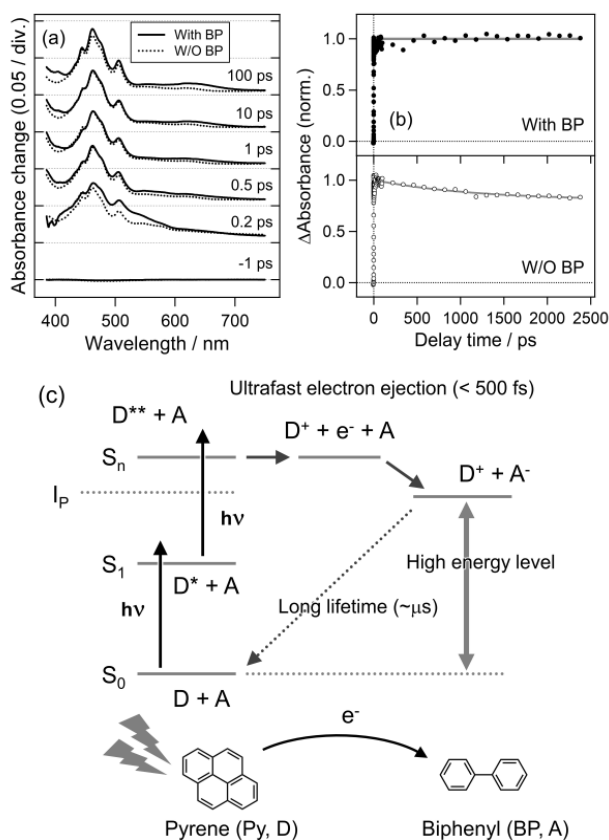 (a)
With BP
W/O BP
100 ps
10 ps
1 ps
0.5 ps
0.2 ps
-1 ps
Absorbance change (0.05 / div.)
400 500 600 700
Wavelength / nm
1.0
0.5
0.0
(b)
With BP
1.0
0.5
0.0
W/O BP
ΔAbsorbance (norm.)
0 500 1000 1500 2000 2500
Delay time / ps
(c)
Ultrafast electron ejection (< 500 fs)
D** + A
D⁺ + e⁻ + A
Sₙ
D⁺ + A⁻
I_P
hν
High energy level
S₁
D* + A
hν
Long lifetime (~μs)
S₀
D + A
e⁻
Pyrene (Py, D)
Biphenyl (BP, A)